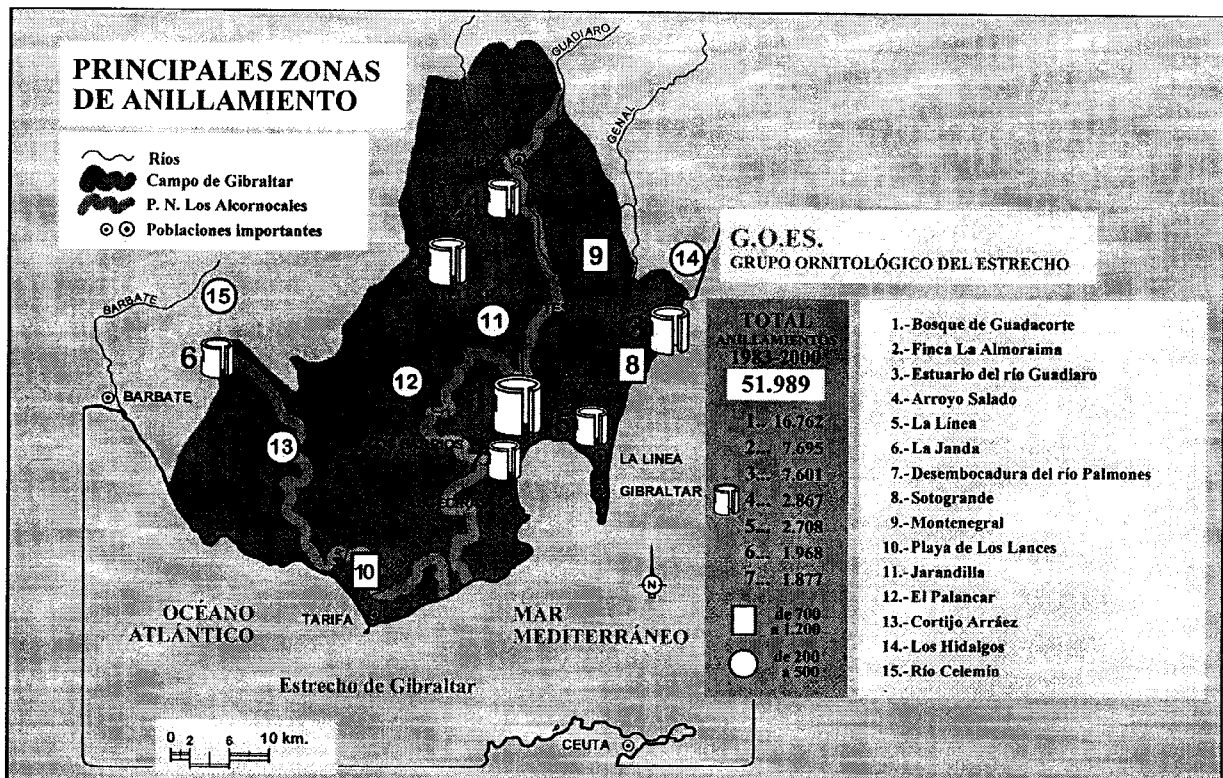 PRINCIPALES ZONAS
DE ANILLAMIENTO
Ríos
Campo de Gibraltar
P. N. Los Alcornocales
Poblaciones importantes
GUADIARO
GENAL
BARBATE
BARBATE
15
6
13
12
11
9
14
8
10
LA LINEA
GIBRALTAR
TARIFA
OCÉANO
ATLÁNTICO
MAR
MEDITERRÁNEO
Estrecho de Gibraltar
CEUTA
N
0 2 6 10 km.
G.O.ES.
GRUPO ORNITOLÓGICO DEL ESTRECHO
TOTAL
ANILLAMIENTOS
1983-2000
51.989
1... 16.762
2... 7.695
3... 7.601
4... 2.867
5... 2.708
6... 1.968
7... 1.877
de 700
a 1.200
de 200
a 500
1.-Bosque de Guadacorte
2.-Finca La Almoraima
3.-Estuario del río Guadiaro
4.-Arroyo Salado
5.-La Línea
6.-La Janda
7.-Desembocadura del río Palmones
8.-Sotogrande
9.-Montenegral
10.-Playa de Los Lances
11.-Jarandilla
12.-El Palancar
13.-Cortijo Arráez
14.-Los Hidalgos
15.-Río Celemín